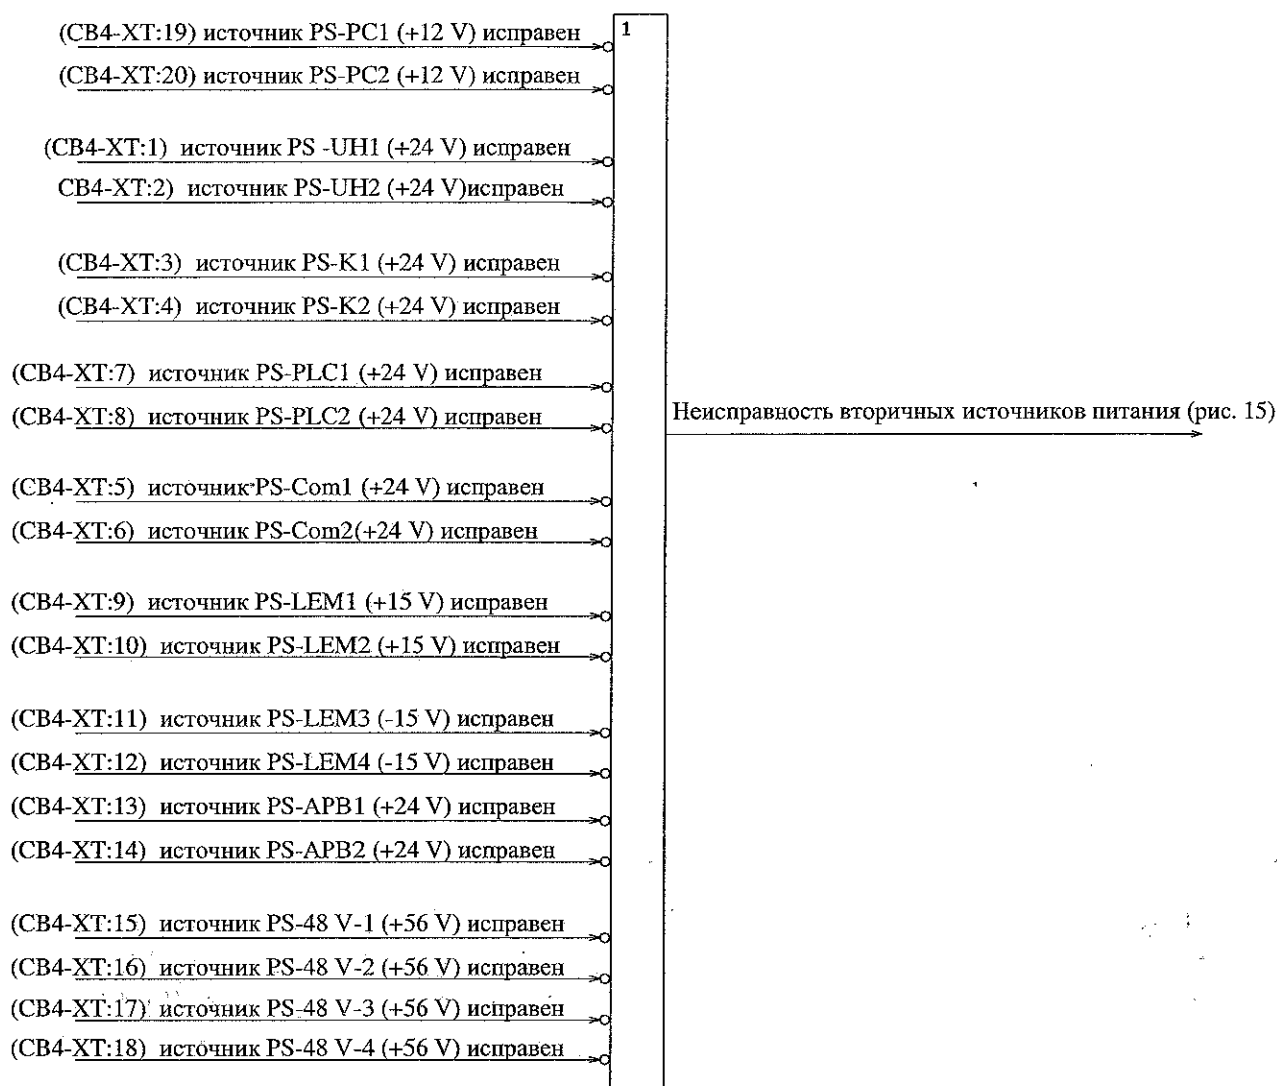 (СВ4-ХТ:19) источник PS-PC1 (+12 V) исправен
1
(СВ4-ХТ:20) источник PS-PC2 (+12 V) исправен
(СВ4-ХТ:1) источник PS -UH1 (+24 V) исправен
СВ4-ХТ:2) источник PS-UH2 (+24 V)исправен
(СВ4-ХТ:3) источник PS-K1 (+24 V) исправен
(СВ4-ХТ:4) источник PS-K2 (+24 V) исправен
(СВ4-ХТ:7) источник PS-PLC1 (+24 V) исправен
(СВ4-ХТ:8) источник PS-PLC2 (+24 V) исправен
Неисправность вторичных источников питания (рис. 15)
(СВ4-ХТ:5) источник PS-Com1 (+24 V) исправен
(СВ4-ХТ:6) источник PS-Com2(+24 V) исправен
(СВ4-ХТ:9) источник PS-LEM1 (+15 V) исправен
(СВ4-ХТ:10) источник PS-LEM2 (+15 V) исправен
(СВ4-ХТ:11) источник PS-LEM3 (-15 V) исправен
(СВ4-ХТ:12) источник PS-LEM4 (-15 V) исправен
(СВ4-ХТ:13) источник PS-APB1 (+24 V) исправен
(СВ4-ХТ:14) источник PS-APB2 (+24 V) исправен
(СВ4-ХТ:15) источник PS-48 V-1 (+56 V) исправен
(СВ4-ХТ:16) источник PS-48 V-2 (+56 V) исправен
(СВ4-ХТ:17) источник PS-48 V-3 (+56 V) исправен
(СВ4-ХТ:18) источник PS-48 V-4 (+56 V) исправен